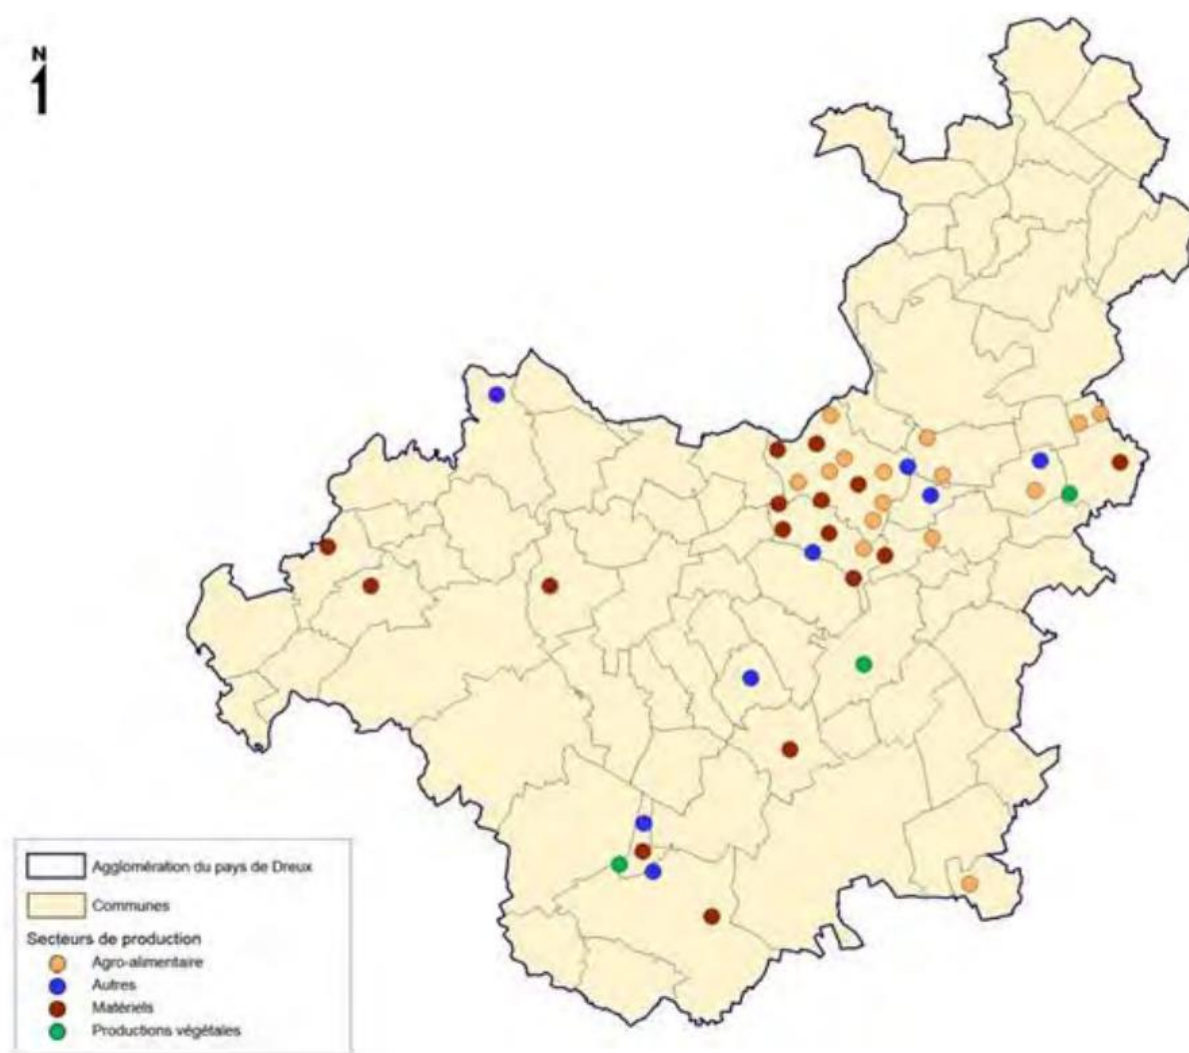 N
Agglomération du pays de Dreux
Communes
Secteurs de production
Agro-alimentaire
Autres
Matériels
Productions végétales